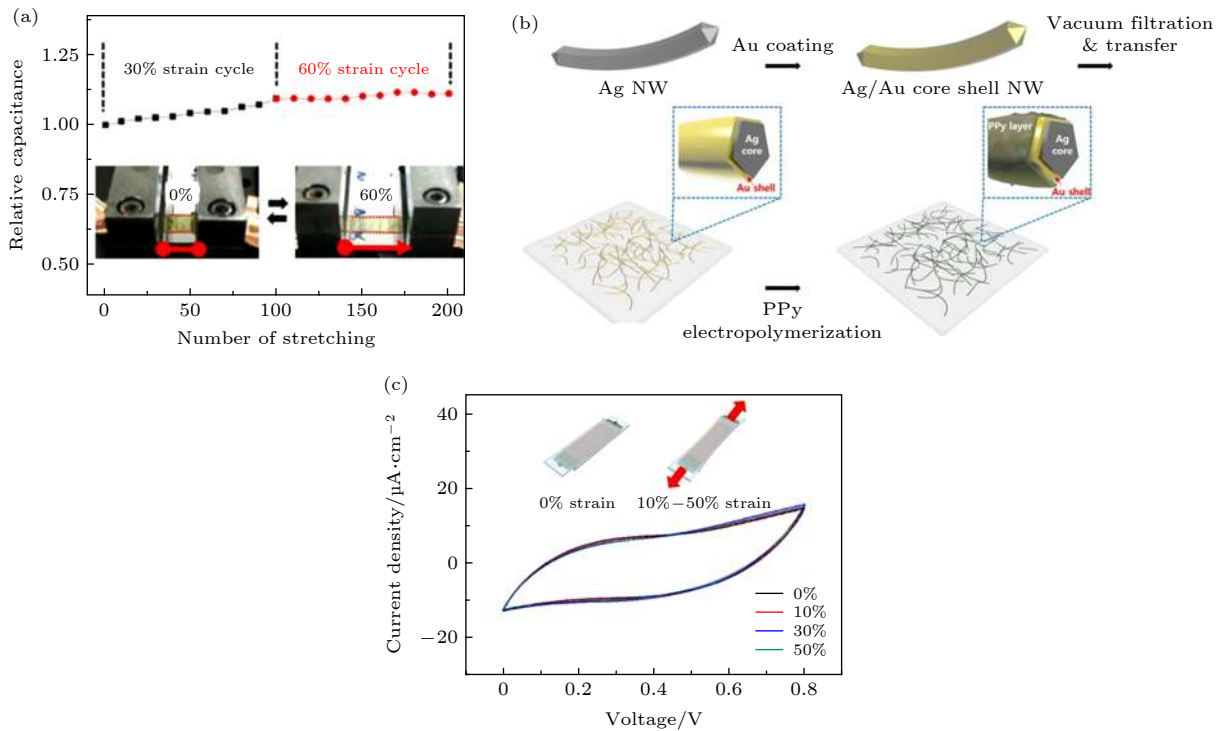 (a)
1.25
1.00
0.75
0.50
Relative capacitance
30% strain cycle
60% strain cycle
0%
60%
0
50
100
150
200
Number of stretching
(b)
Ag NW
Au coating
Ag/Au core shell NW
Vacuum filtration
& transfer
Ag
core
Au shell
PPy layer
Ag
core
Au shell
PPy
electropolymerization
(c)
40
20
0
−20
Current density/μA·cm⁻²
0% strain
10%−50% strain
0%
10%
30%
50%
0
0.2
0.4
0.6
0.8
Voltage/V